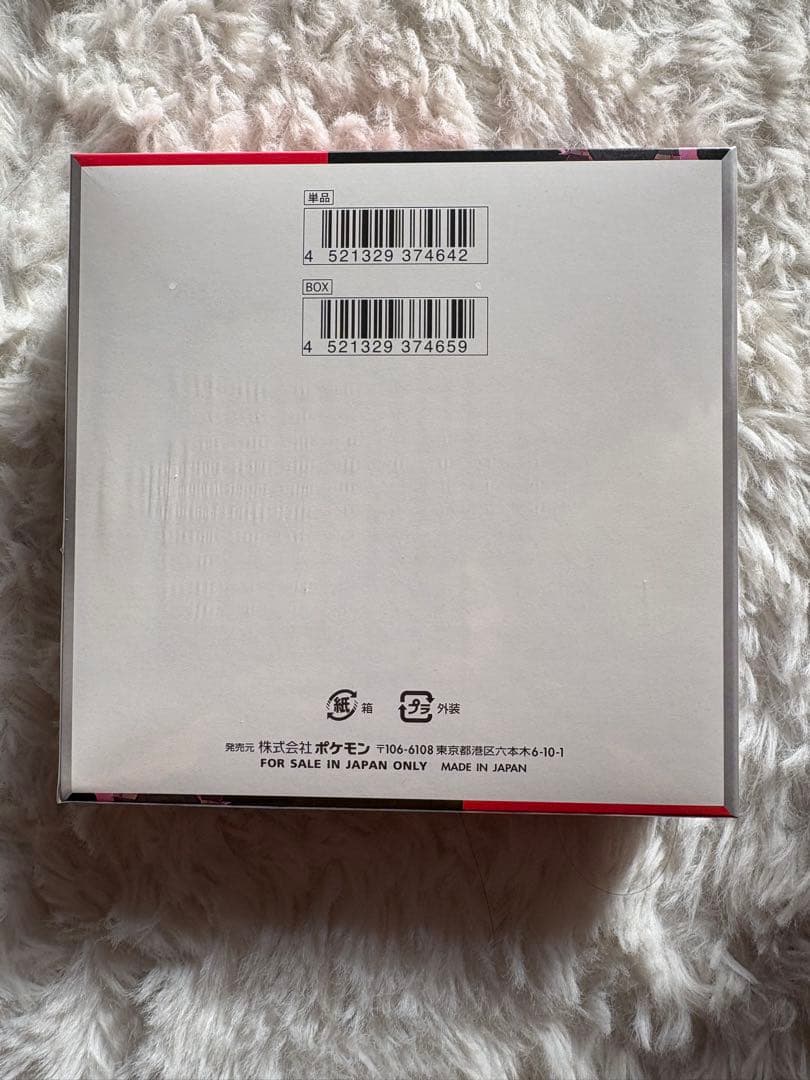 単品
4 521329 374642
BOX
4 521329 374659
紙 箱 プラ 外装
発売元 株式会社ポケモン 〒106-6108 東京都港区六本木6-10-1
FOR SALE IN JAPAN ONLY MADE IN JAPAN